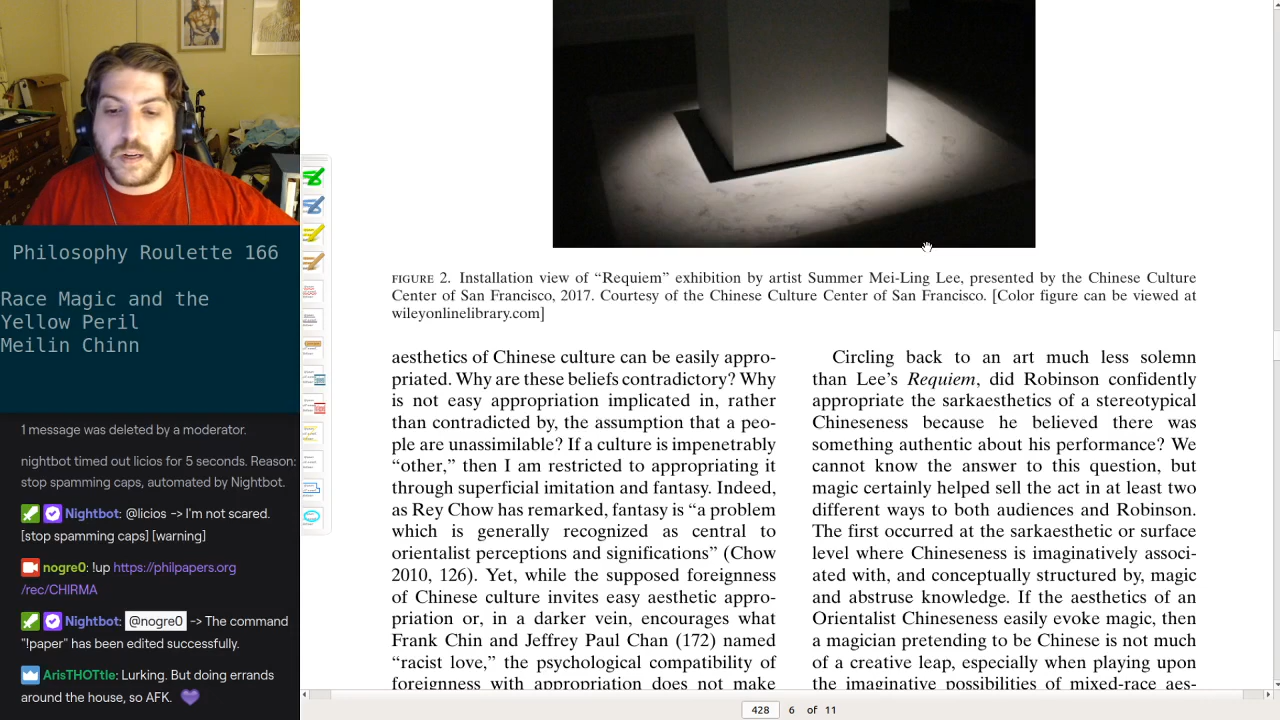 Philosophy Roulette 166
Race Magic and the
Yellow Peril
Meilin Chinn
1 message was deleted by a moderator.
Nightbot timed out licios for 5 seconds. Reason:
stop spamming caps, automated by Nightbot.
Nightbot: @licios -> I'm not scared.
[stop spamming caps] [warning]
nogre0: !up https://philpapers.org
/rec/CHIRMA
Nightbot: @nogre0 -> The command
"!paper" has been edited successfully.
ArisTHOTtle: Lurking. But doing errands
around the house, so AFK.
FIGURE 2. Installation view of “Requiem” exhibition by artist Summer Mei-Ling Lee, presented by the Chinese Culture
Center of San Francisco, 2017. Courtesy of the Chinese Culture Center of San Francisco. [Color figure can be viewed at
wileyonlinelibrary.com]
aesthetics of Chinese culture can be easily appro-
priated. Why are these beliefs contradictory? Why
is not easy appropriation implicated in, rather
than contradicted by, the assumption that peo-
ple are unassimilable? If a culture is impermeably
“other,” then I am restricted to appropriating it
through superficial imitation and fantasy. Indeed,
as Rey Chow has remarked, fantasy is “a problem
which is generally recognized as central to
orientalist perceptions and significations” (Chow
2010, 126). Yet, while the supposed foreignness
of Chinese culture invites easy aesthetic appro-
priation or, in a darker vein, encourages what
Frank Chin and Jeffrey Paul Chan (172) named
“racist love,” the psychological compatibility of
foreignness with appropriation does not make
Circling back to an art much less solemn
than Lee's Requiem, did Robinson confidently
appropriate the sarkaesthetics of a stereotypical
Chineseness because he believed there was
something authentic about his performance? We
cannot know the answer to this question, but
race certainly helped sell the act in at least two
different ways to both audiences and Robinson.
The first occurred at the sarkaesthetic or surface
level where Chineseness is imaginatively associ-
ated with, and conceptually structured by, magic
and abstruse knowledge. If the aesthetics of an
Orientalist Chineseness easily evoke magic, then
a magician pretending to be Chinese is not much
of a creative leap, especially when playing upon
the imaginative possibilities of mixed-race aes-
428 6 of 11